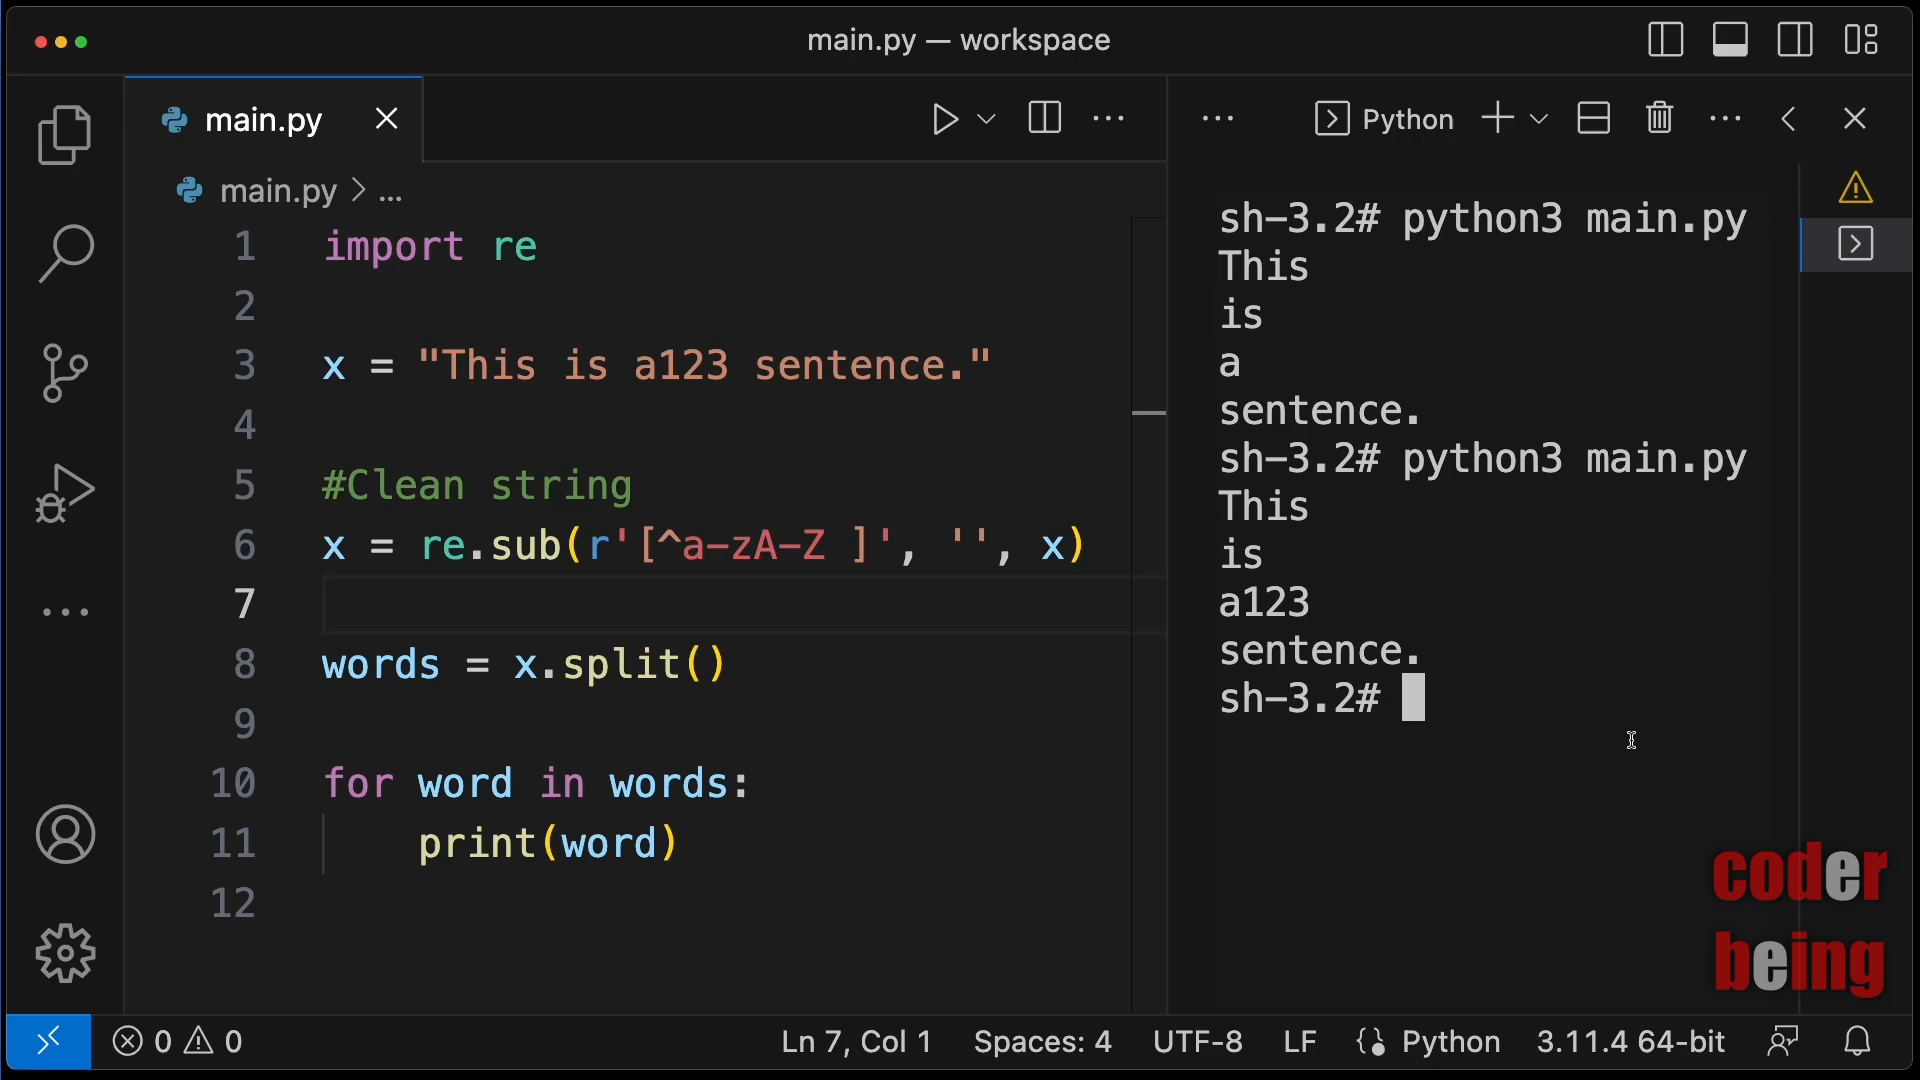 main.py — workspace
main.py
Python
main.py > ...
1 import re
2
3 x = "This is a123 sentence."
4
5 #Clean string
6 x = re.sub(r'[^a-zA-Z ]', '', x)
7
8 words = x.split()
9
10 for word in words:
11     print(word)
12
sh-3.2# python3 main.py
This
is
a
sentence.
sh-3.2# python3 main.py
This
is
a123
sentence.
sh-3.2#
coder
being
0 0 Ln 7, Col 1 Spaces: 4 UTF-8 LF Python 3.11.4 64-bit